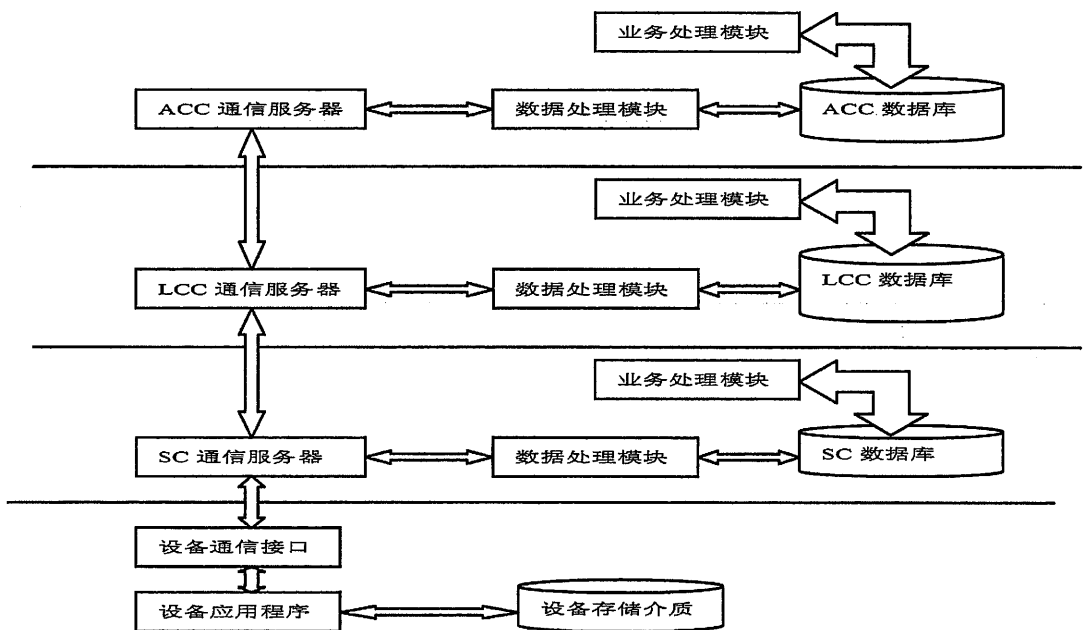 业务处理模块
ACC 通信服务器
数据处理模块
ACC 数据库
业务处理模块
LCC 通信服务器
数据处理模块
LCC 数据库
业务处理模块
SC 通信服务器
数据处理模块
SC 数据库
设备通信接口
设备应用程序
设备存储介质